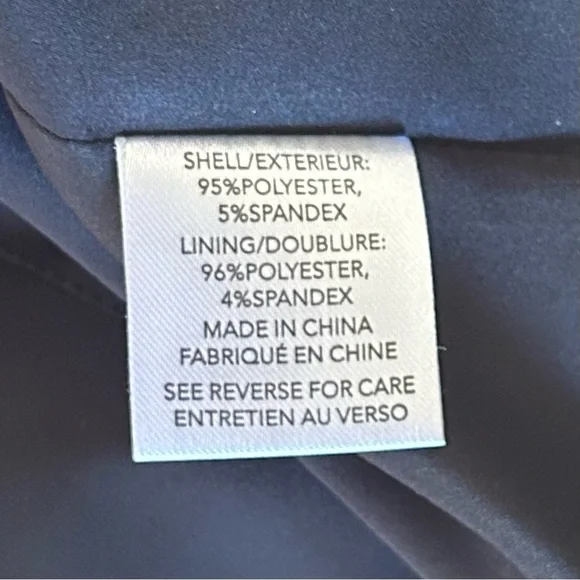 SHELL/EXTERIEUR:
95%POLYESTER,
5%SPANDEX
LINING/DOUBLURE:
96%POLYESTER,
4%SPANDEX
MADE IN CHINA
FABRIQUÉ EN CHINE
SEE REVERSE FOR CARE
ENTRETIEN AU VERSO